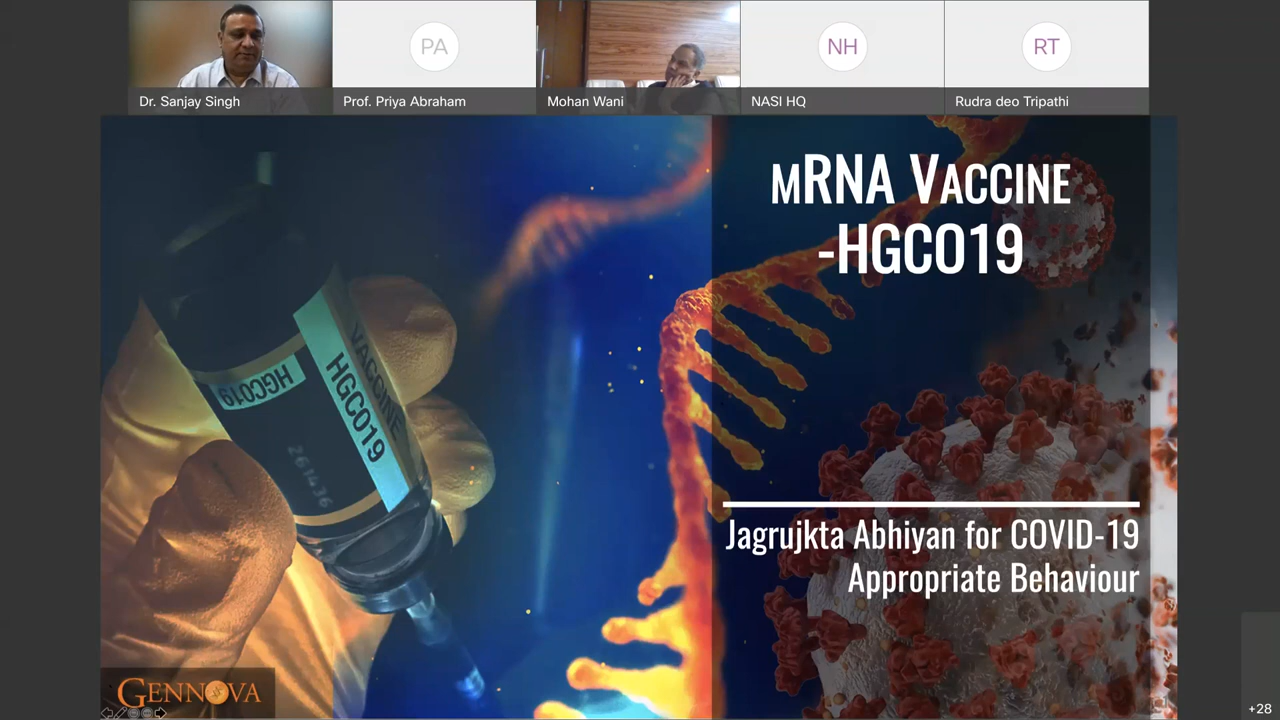 PA
NH
RT
Dr. Sanjay Singh
Prof. Priya Abraham
Mohan Wani
NASI HQ
Rudra deo Tripathi
MRNA VACCINE
-HGCO19
VACCINE
HGCO19
HGCO19
261436
Jagrujkta Abhiyan for COVID-19
Appropriate Behaviour
GENNOVA
+28